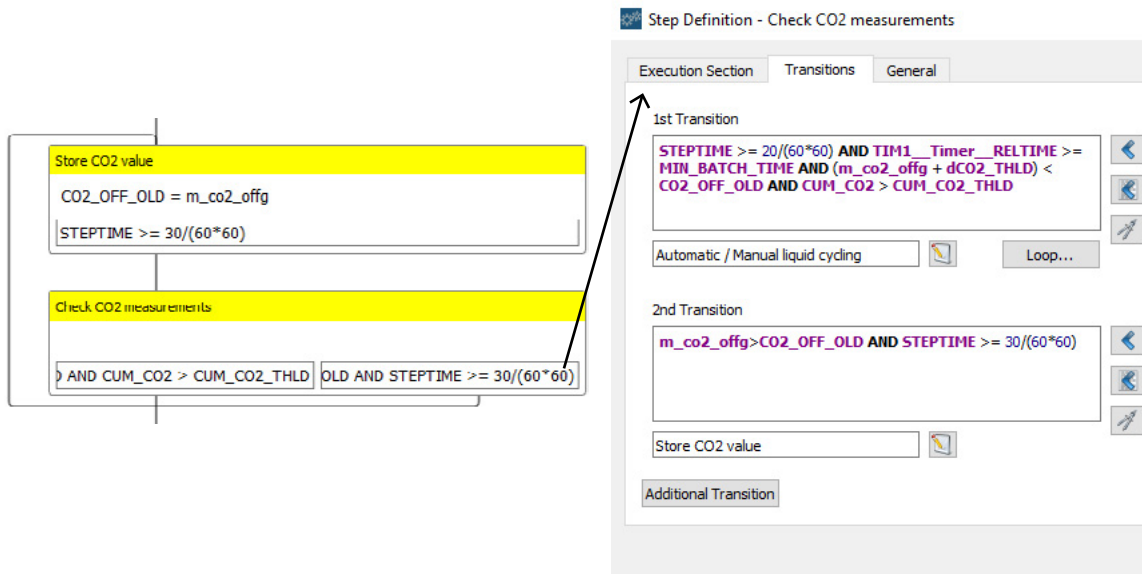 Store CO2 value
CO2_OFF_OLD = m_co2_offg
STEPTIME >= 30/(60*60)
Check CO2 measurements
O AND CUM_CO2 > CUM_CO2_THLD
OLD AND STEPTIME >= 30/(60*60)
Step Definition - Check CO2 measurements
Execution Section
Transitions
General
1st Transition
STEPTIME >= 20/(60*60) AND TIM1__Timer__RELTIME >=
MIN_BATCH_TIME AND (m_co2_offg + dCO2_THLD) <
CO2_OFF_OLD AND CUM_CO2 > CUM_CO2_THLD
Automatic / Manual liquid cycling
Loop...
2nd Transition
m_co2_offg>CO2_OFF_OLD AND STEPTIME >= 30/(60*60)
Store CO2 value
Additional Transition